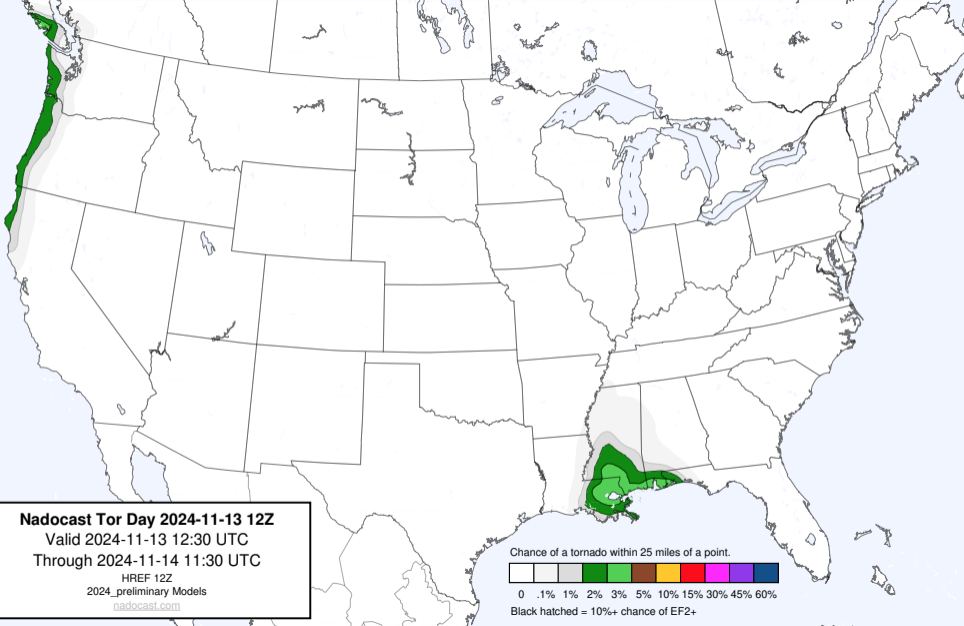 Nadocast Tor Day 2024-11-13 12Z
Valid 2024-11-13 12:30 UTC
Through 2024-11-14 11:30 UTC
HREF 12Z
2024_preliminary Models
nadocast.com
Chance of a tornado within 25 miles of a point.
0 .1% 1% 2% 3% 5% 10% 15% 30% 45% 60%
Black hatched = 10%+ chance of EF2+